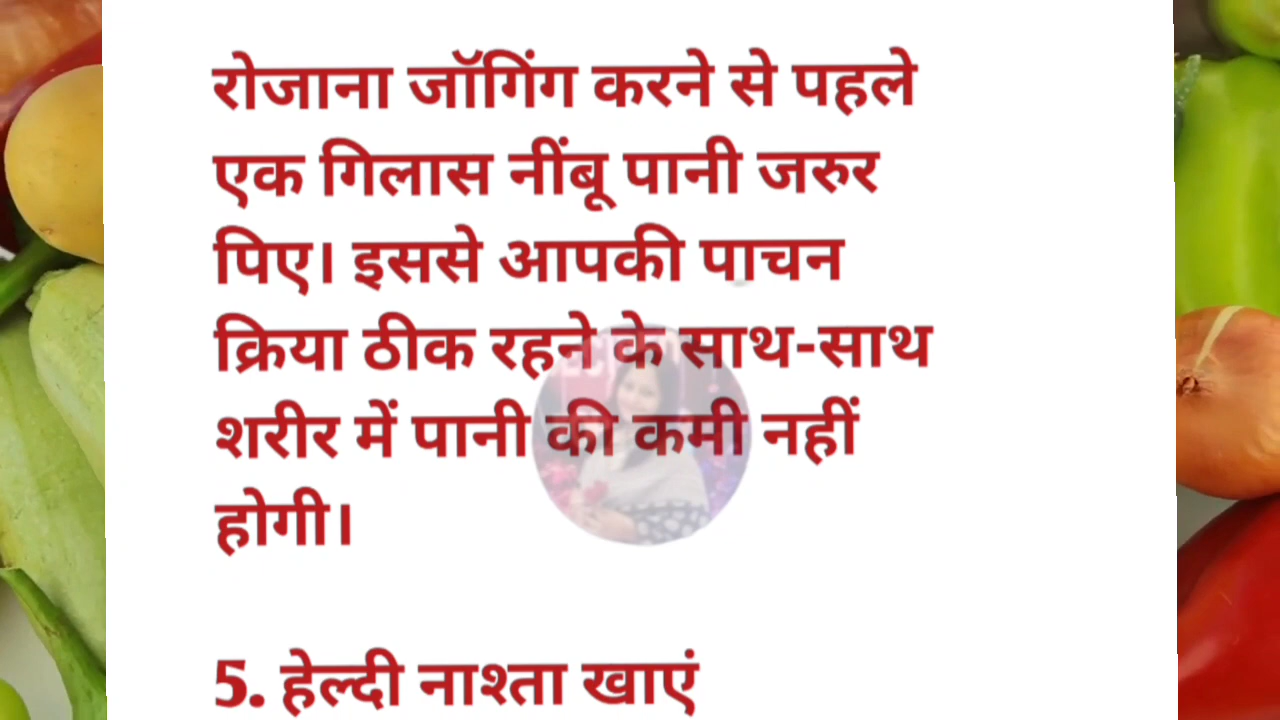 रोजाना जॉगिंग करने से पहले
एक गिलास नींबू पानी जरुर
पिए। इससे आपकी पाचन
क्रिया ठीक रहने के साथ-साथ
शरीर में पानी की कमी नहीं
होगी।
5. हेल्दी नाश्ता खाएं